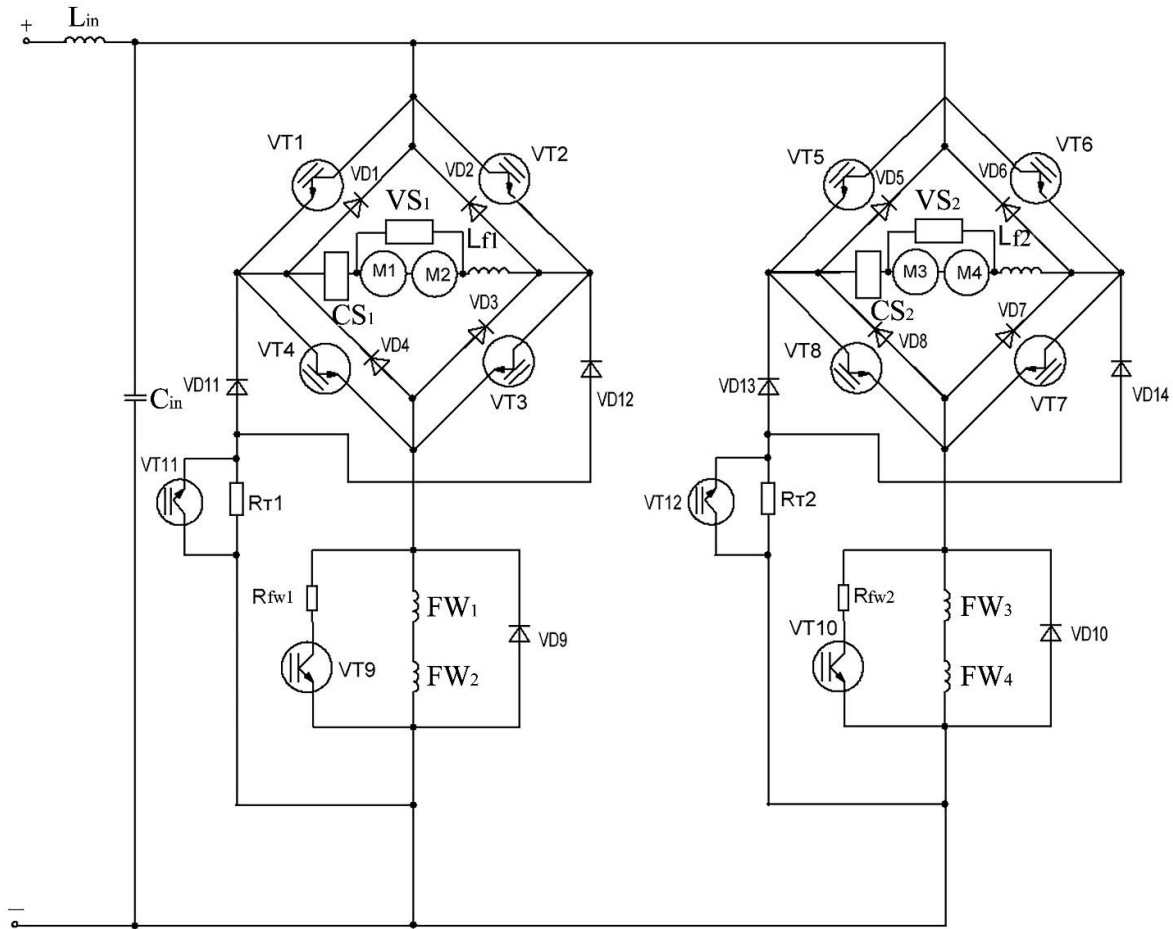 Lin
+
VT1
VT2
VD1
VD2
VS1
Lf1
M1
M2
CS1
VD3
VT4
VD4
VT3
VD11
VD12
Cin
VT11
Rт1
Rfw1
FW1
VT9
FW2
VD9
VT5
VT6
VD5
VD6
VS2
Lf2
M3
M4
CS2
VD7
VT8
VD8
VT7
VD13
VD14
VT12
Rт2
Rfw2
FW3
VT10
FW4
VD10
—